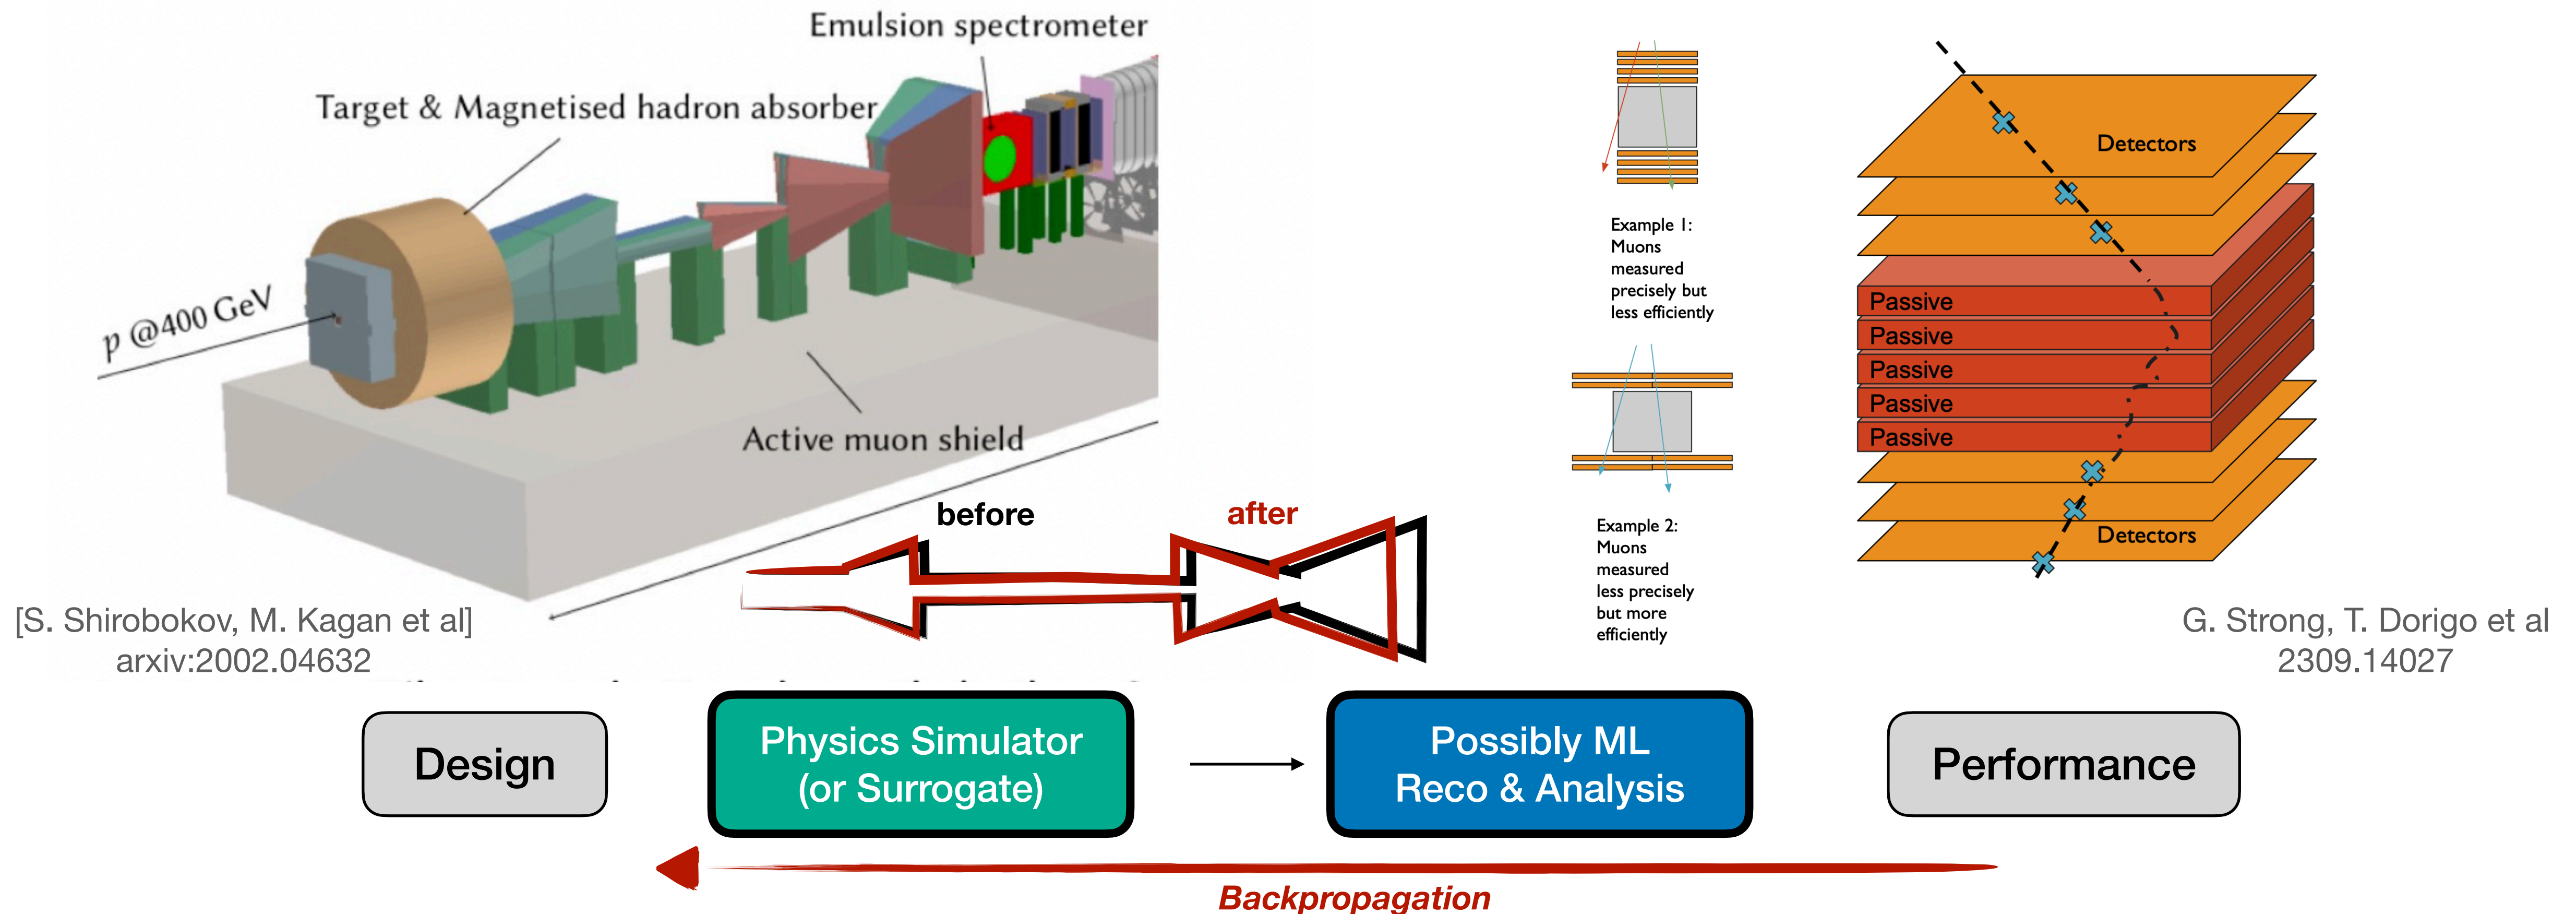 Emulsion spectrometer
Target & Magnetised hadron absorber
p @400 GeV
Active muon shield
before
after
[S. Shirobokov, M. Kagan et al]
arxiv:2002.04632
Example 1:
Muons
measured
precisely but
less efficiently
Example 2:
Muons
measured
less precisely
but more
efficiently
Detectors
Passive
Passive
Passive
Passive
Passive
Detectors
G. Strong, T. Dorigo et al
2309.14027
Design
Physics Simulator
(or Surrogate)
Possibly ML
Reco & Analysis
Performance
Backpropagation